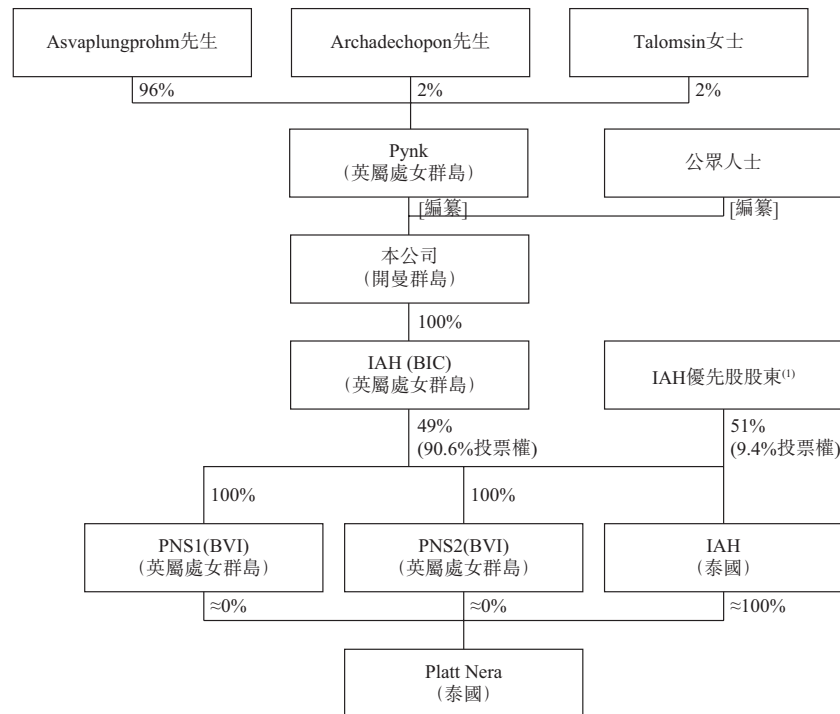 Asvaplungprohm先生
Archadechopon先生
Talomsin女士
96%
2%
2%
Pynk
(英屬處女群島)
公眾人士
[編纂]
[編纂]
本公司
(開曼群島)
100%
IAH (BIC)
(英屬處女群島)
IAH優先股股東(1)
49%
(90.6%投票權)
51%
(9.4%投票權)
100%
100%
PNS1(BVI)
(英屬處女群島)
PNS2(BVI)
(英屬處女群島)
IAH
(泰國)
≈0%
≈0%
≈100%
Platt Nera
(泰國)